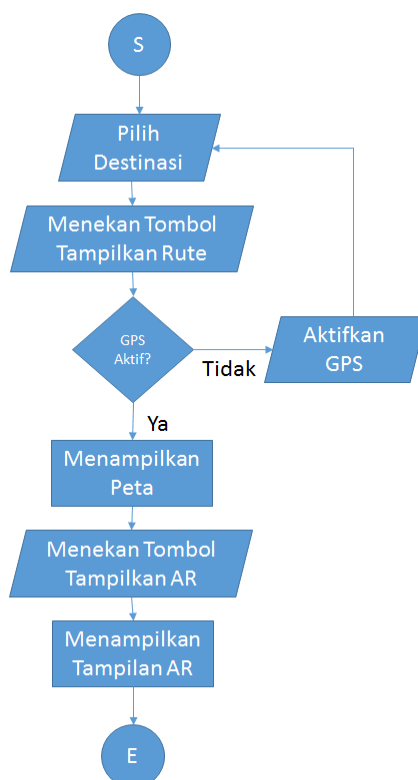 S
Pilih
Destinasi
Menekan Tombol
Tampilkan Rute
GPS
Aktif?
Tidak
Aktifkan
GPS
Ya
Menampilkan
Peta
Menekan Tombol
Tampilkan AR
Menampilkan
Tampilan AR
E